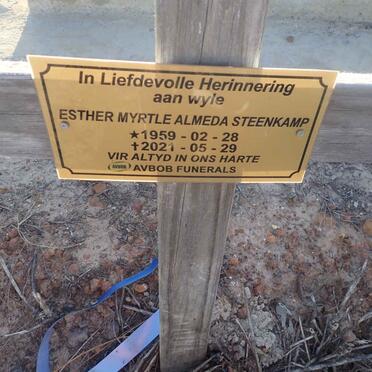 In Liefdevolle Herinnering
aan wyle
ESTHER MYRTLE ALMEDA STEENKAMP
★1959 - 02 - 28
✝2021 - 05 - 29
VIR ALTYD IN ONS HARTE
AVBOB AVBOB FUNERALS